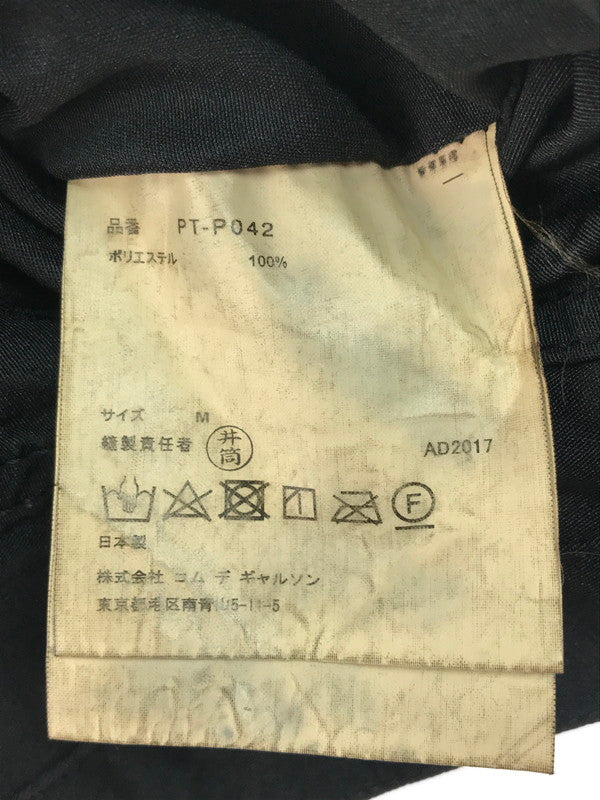 品番 PT-P042
ポリエステル 100%
サイズ M
縫製責任者 井筒
AD2017
F
日本製
株式会社 コム デ ギャルソン
東京都港区南青山5-11-5